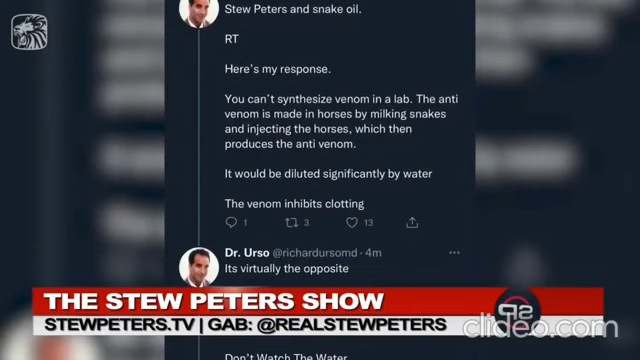 Stew Peters and snake oil.
RT
Here's my response.
You can't synthesize venom in a lab. The anti
venom is made in horses by milking snakes
and injecting the horses, which then
produces the anti venom.
It would be diluted significantly by water
The venom inhibits clotting
1 3 13
Dr. Urso @richardursomd · 4m
Its virtually the opposite
THE STEW PETERS SHOW
STEWPETERS.TV | GAB: @REALSTEWPETERS
clideo.com
Don't Watch The Water